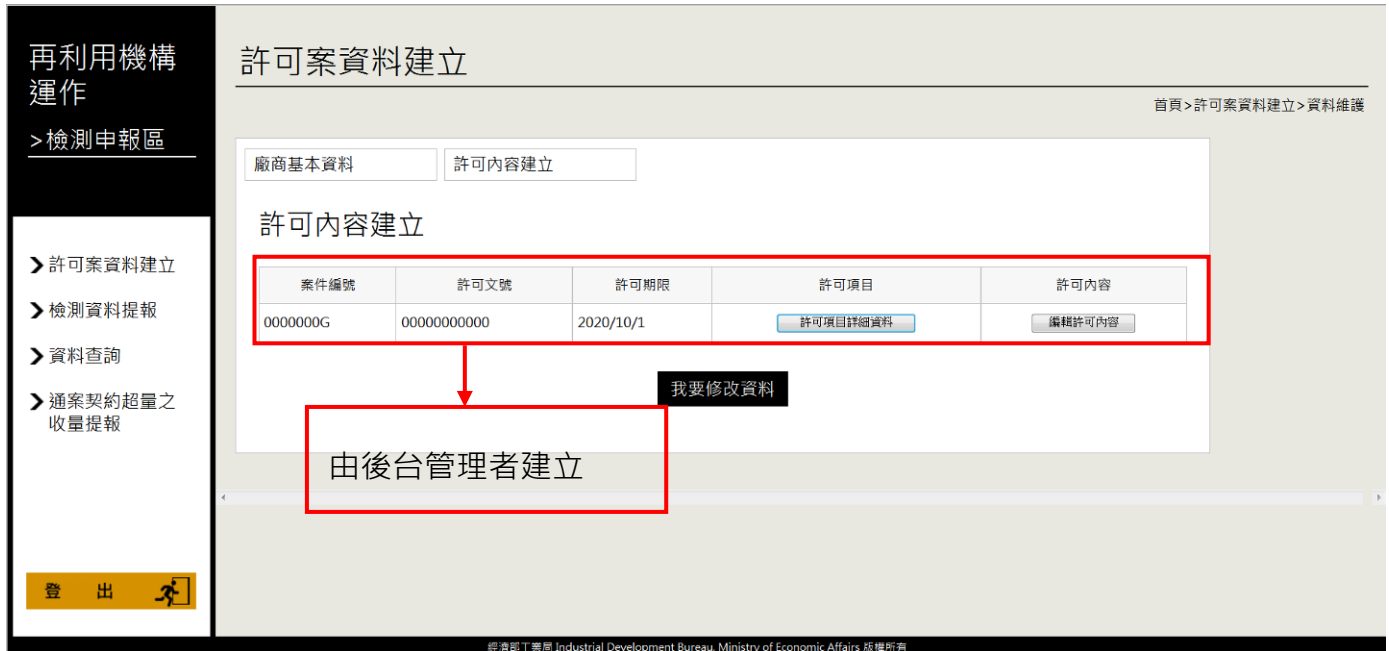 再利用機構
運作
>檢測申報區
許可案資料建立
檢測資料提報
資料查詢
通案契約超量之
收量提報
登 出
許可案資料建立
首頁>許可案資料建立>資料維護
廠商基本資料 許可內容建立
許可內容建立
案件編號 許可文號 許可期限 許可項目 許可內容
0000000G 00000000000 2020/10/1 許可項目詳細資料 編輯許可內容
我要修改資料
由後台管理者建立
經濟部工業局 Industrial Development Bureau, Ministry of Economic Affairs 版權所有